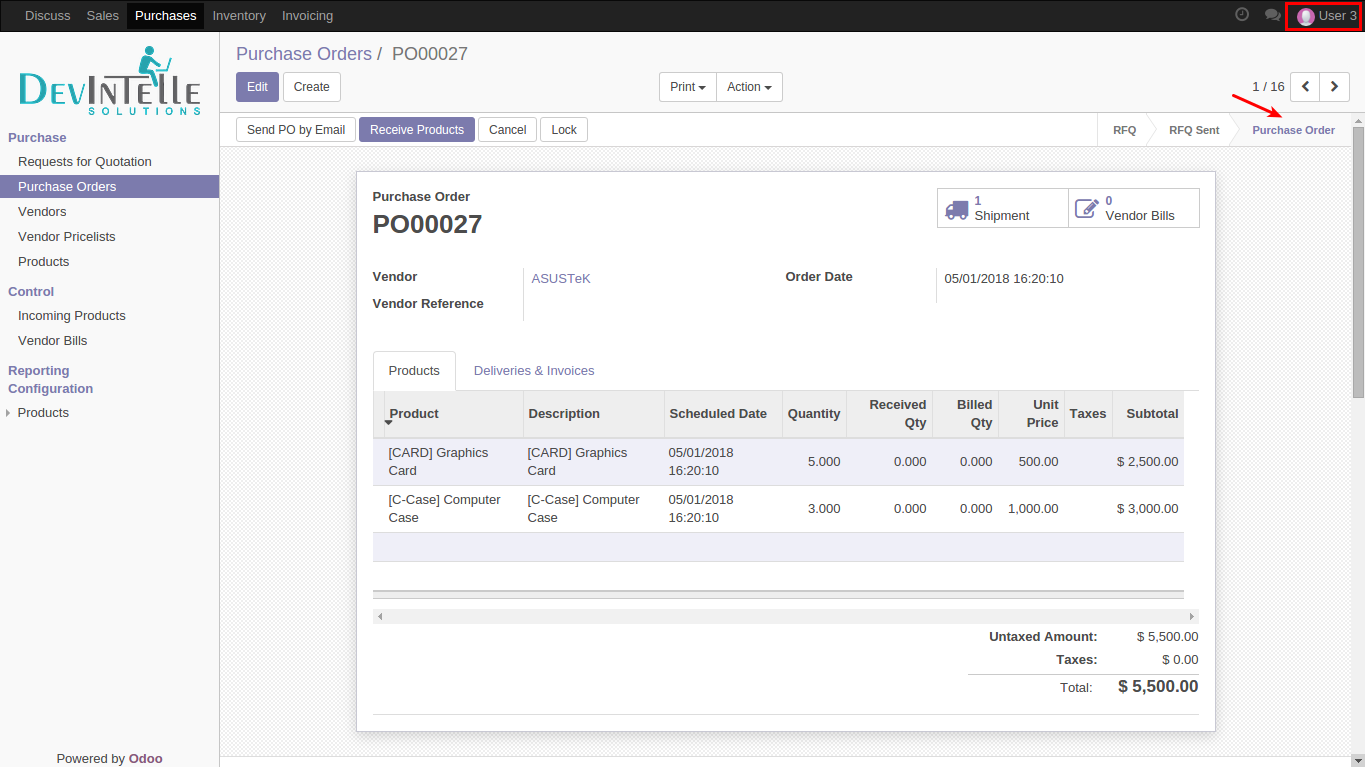 Discuss Sales Purchases Inventory Invoicing User 3
DEVINTELLE
SOLUTIONS
Purchase
Requests for Quotation
Purchase Orders
Vendors
Vendor Pricelists
Products
Control
Incoming Products
Vendor Bills
Reporting
Configuration
Products
Powered by Odoo
Purchase Orders / PO00027
Edit Create Print Action 1 / 16
Send PO by Email Receive Products Cancel Lock RFQ RFQ Sent Purchase Order
Purchase Order
PO00027
1
Shipment
0
Vendor Bills
Vendor ASUSTeK
Vendor Reference
Order Date 05/01/2018 16:20:10
Products Deliveries & Invoices
Product Description Scheduled Date Quantity Received Qty Billed Qty Unit Price Taxes Subtotal
[CARD] Graphics Card [CARD] Graphics Card 05/01/2018 16:20:10 5.000 0.000 0.000 500.00 $ 2,500.00
[C-Case] Computer Case [C-Case] Computer Case 05/01/2018 16:20:10 3.000 0.000 0.000 1,000.00 $ 3,000.00
Untaxed Amount: $ 5,500.00
Taxes: $ 0.00
Total: $ 5,500.00